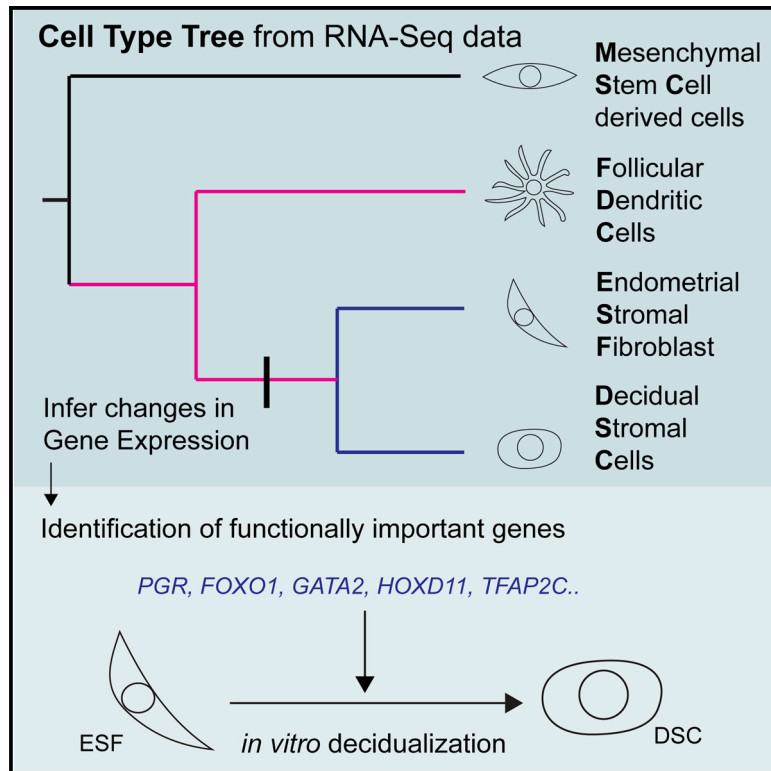 Cell Type Tree from RNA-Seq data
Mesenchymal
Stem Cell
derived cells
Follicular
Dendritic
Cells
Endometrial
Stromal
Fibroblast
Decidual
Stromal
Cells
Infer changes in
Gene Expression
Identification of functionally important genes
PGR, FOXO1, GATA2, HOXD11, TFAP2C..
ESF
in vitro decidualization
DSC